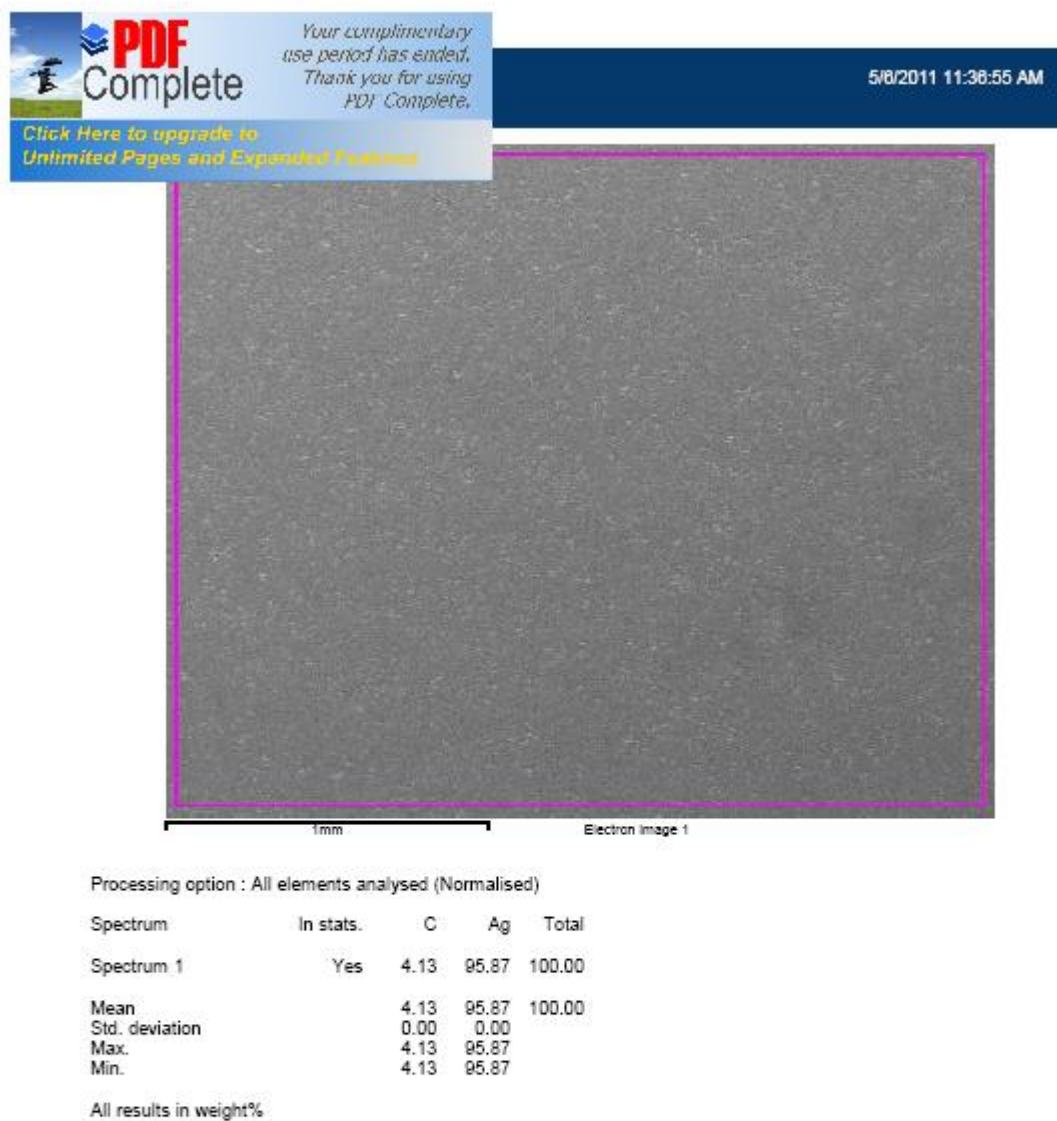 PDF
Complete
Your complimentary
use period has ended.
Thank you for using
PDF Complete.
Click Here to upgrade to
Unlimited Pages and Expanded Features
5/6/2011 11:36:55 AM
1mm
Electron Image 1
Processing option : All elements analysed (Normalised)
Spectrum In stats. C Ag Total
Spectrum 1 Yes 4.13 95.87 100.00
Mean 4.13 95.87 100.00
Std. deviation 0.00 0.00
Max. 4.13 95.87
Min. 4.13 95.87
All results in weight%